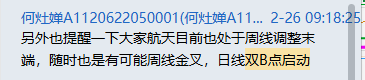 何灶婵A1120622050001(何灶婵A11... 2-26 09:18:25
另外也提醒一下大家航天目前也处于周线调整末
端，随时也是有可能周线金叉，日线双B点启动